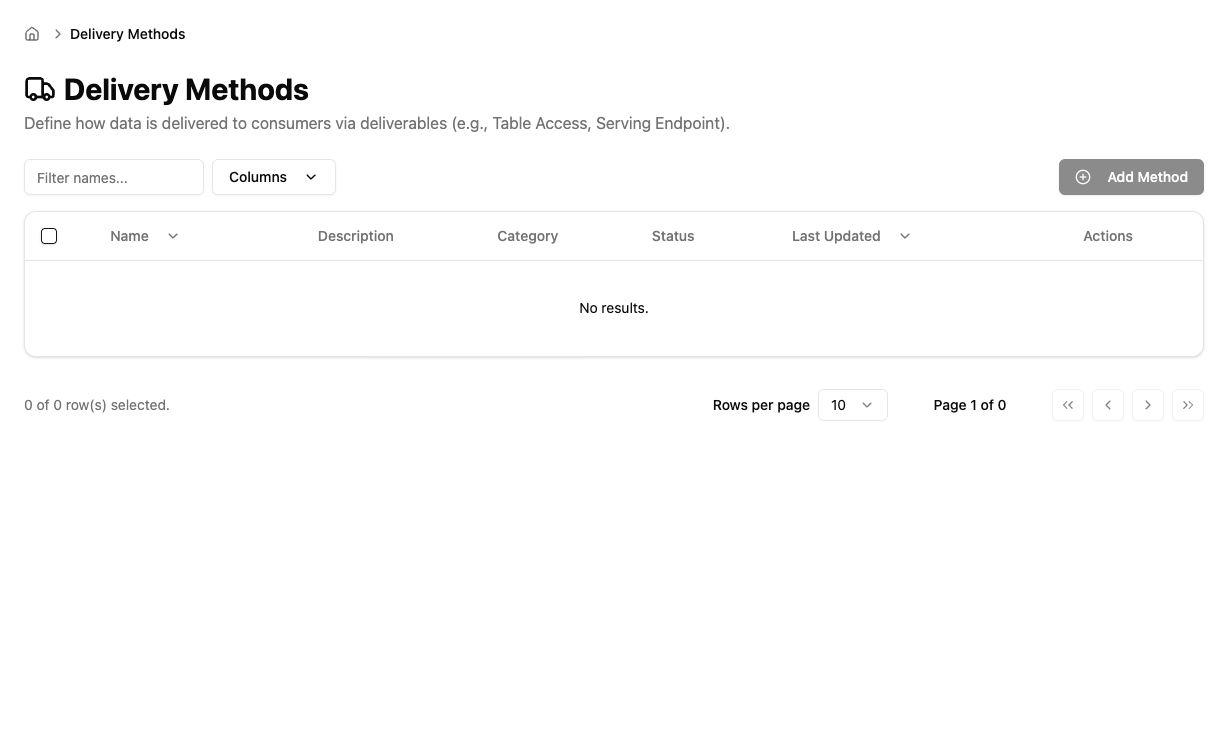 Delivery Methods
Delivery Methods
Define how data is delivered to consumers via deliverables (e.g., Table Access, Serving Endpoint).
Filter names... Columns Add Method
Name Description Category Status Last Updated Actions
No results.
0 of 0 row(s) selected. Rows per page 10 Page 1 of 0